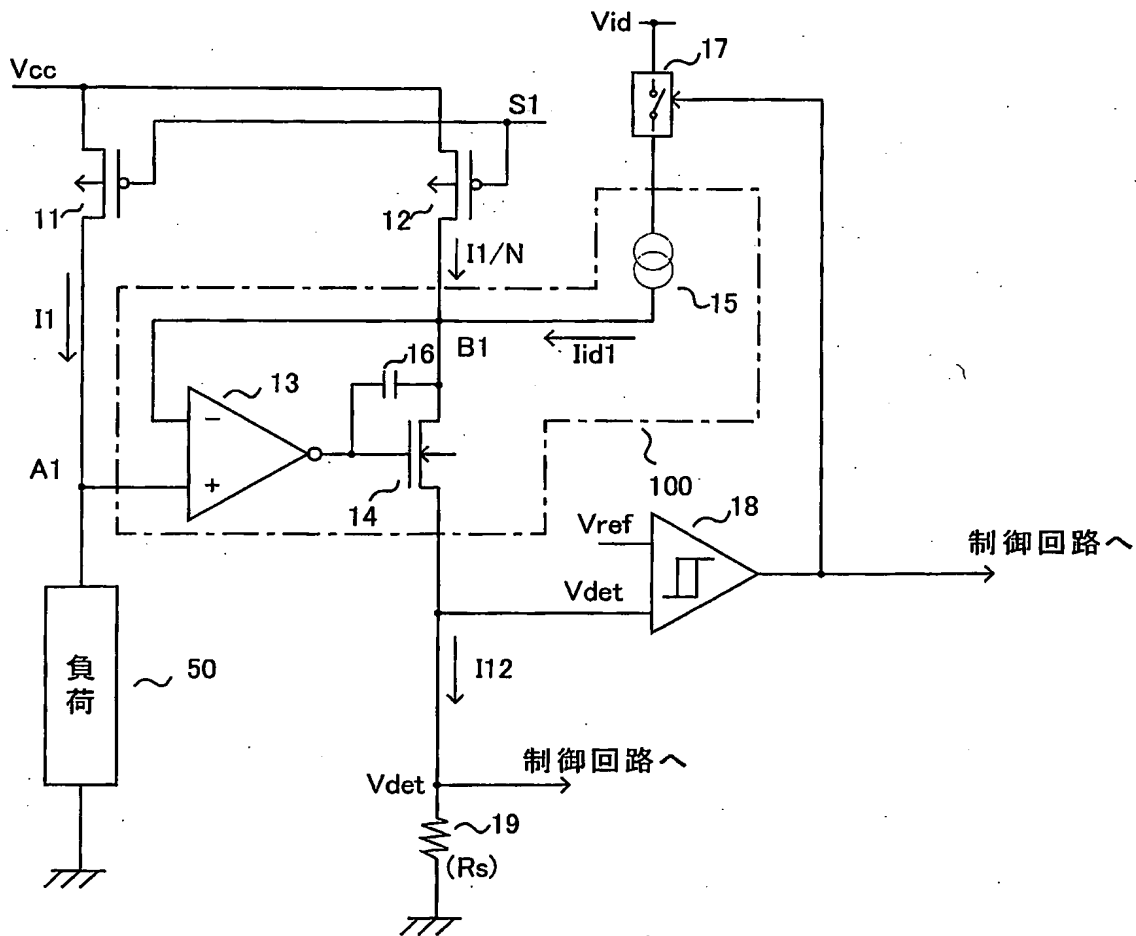 Vid
17
Vcc
S1
11
12
I1/N
15
I1
B1
Iid1
16
13
−
A1
+
14
100
18
Vref
制御回路へ
Vdet
負荷
50
I12
制御回路へ
Vdet
19
(Rs)